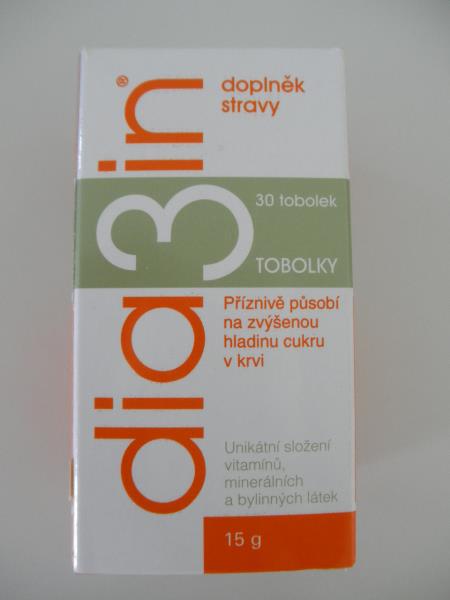 dia3in®
doplněk
stravy
30 tobolek
TOBOLKY
Příznivě působí
na zvýšenou
hladinu cukru
v krvi
Unikátní složení
vitamínů,
minerálních
a bylinných látek
15 g